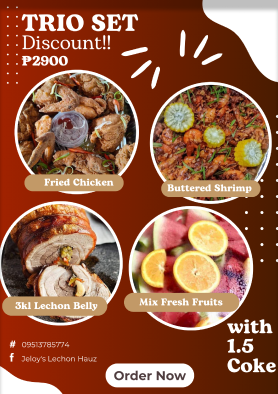 TRIO SET
Discount!!
₱2900
Fried Chicken
Buttered Shrimp
3kl Lechon Belly
Mix Fresh Fruits
with
1.5
Coke
# 09513785774
f Jeloy's Lechon Hauz
Order Now